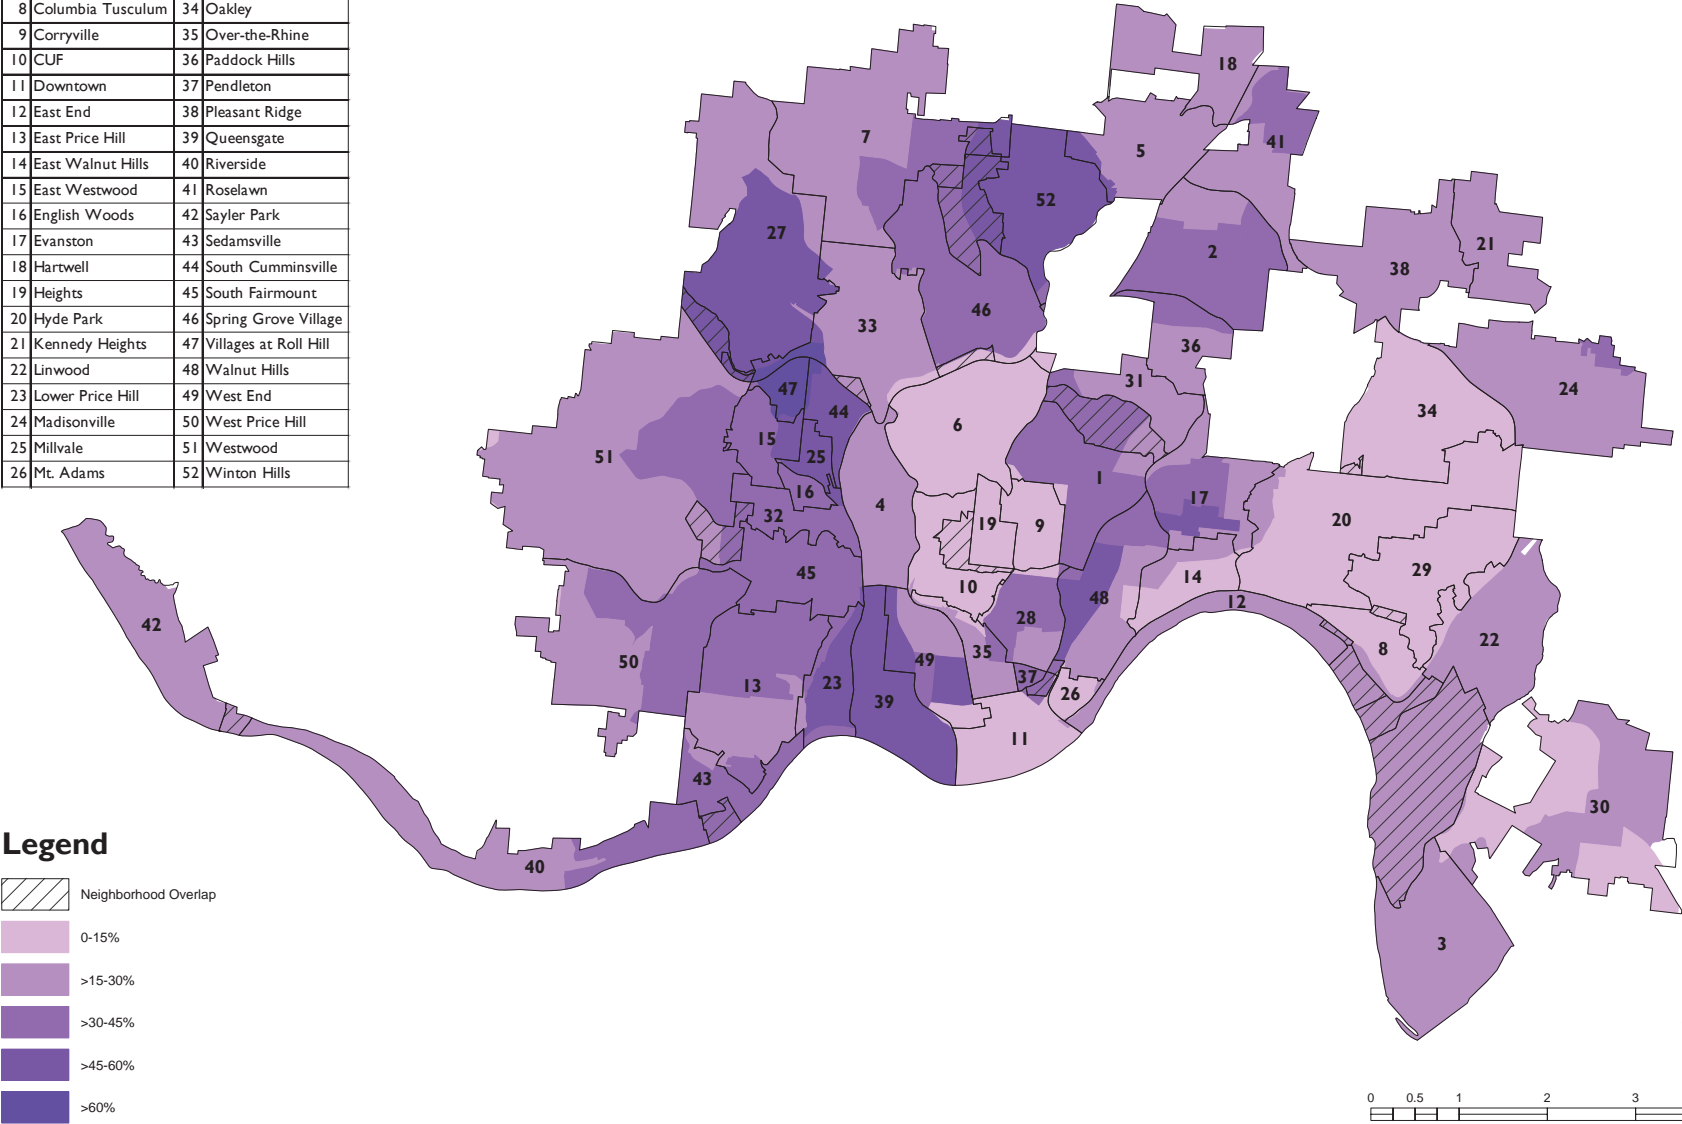 8 Columbia Tusculum 34 Oakley
9 Corryville 35 Over-the-Rhine
10 CUF 36 Paddock Hills
11 Downtown 37 Pendleton
12 East End 38 Pleasant Ridge
13 East Price Hill 39 Queensgate
14 East Walnut Hills 40 Riverside
15 East Westwood 41 Roselawn
16 English Woods 42 Sayler Park
17 Evanston 43 Sedamsville
18 Hartwell 44 South Cumminsville
19 Heights 45 South Fairmount
20 Hyde Park 46 Spring Grove Village
21 Kennedy Heights 47 Villages at Roll Hill
22 Linwood 48 Walnut Hills
23 Lower Price Hill 49 West End
24 Madisonville 50 West Price Hill
25 Millvale 51 Westwood
26 Mt. Adams 52 Winton Hills
18
7
41
5
52
27
2
21
38
46
33
36
31
47
24
44
34
6
15
51
25
1
16
17
4
32
19
9
20
45
29
14
10
48
12
28
42
22
8
35
49
50
37
23
13
26
39
11
43
30
40
3
Legend
Neighborhood Overlap
0-15%
>15-30%
>30-45%
>45-60%
>60%
0 0.5 1 2 3